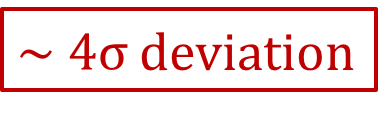 ~ 4σ deviation